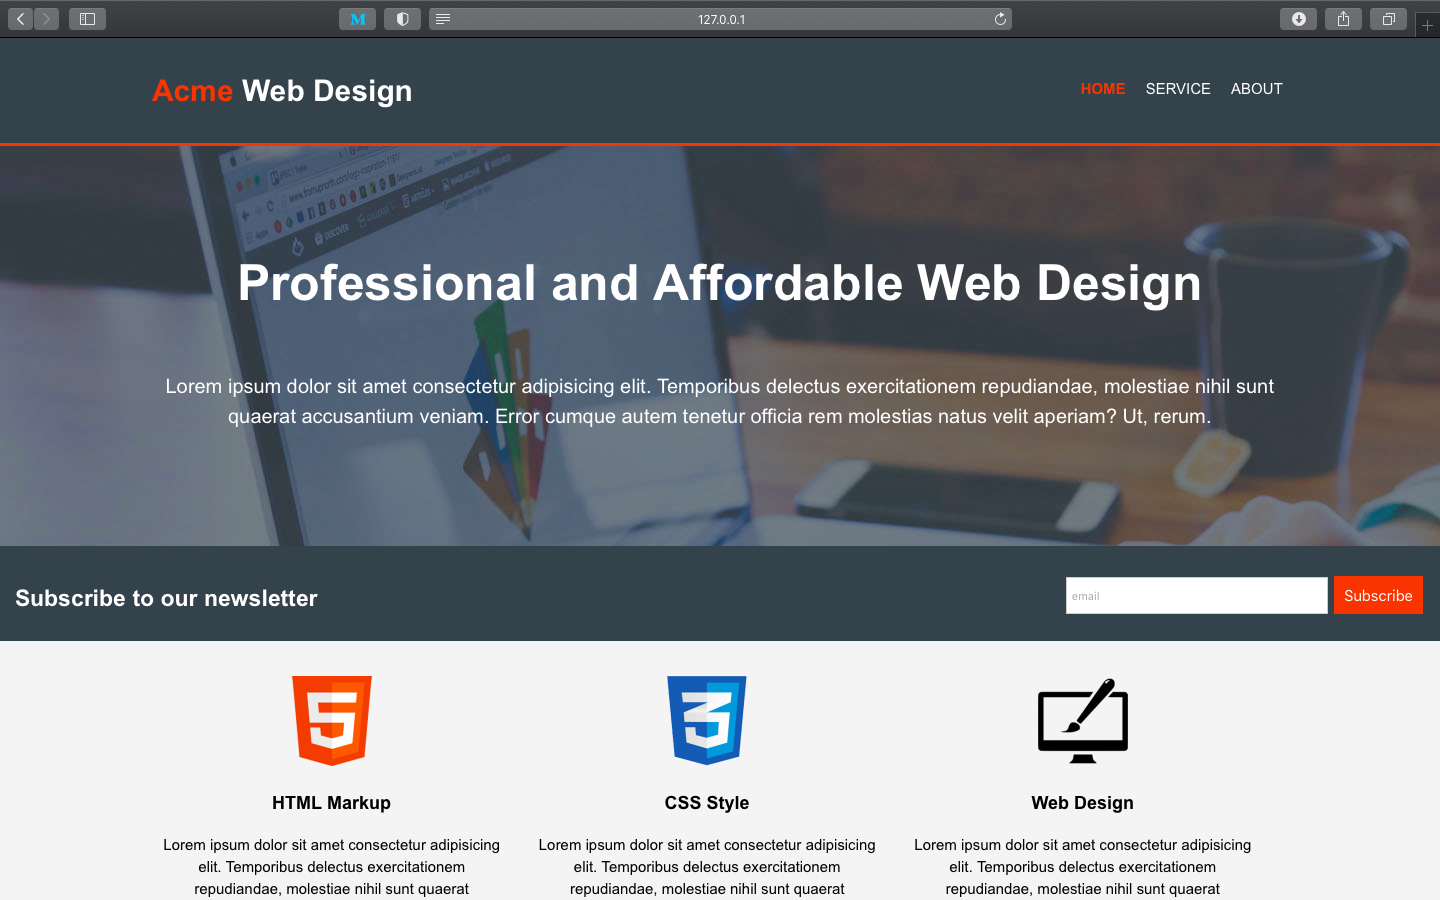 M
127.0.0.1
Acme Web Design
HOME SERVICE ABOUT
DISCOVER
Professional and Affordable Web Design
Lorem ipsum dolor sit amet consectetur adipisicing elit. Temporibus delectus exercitationem repudiandae, molestiae nihil sunt
quaerat accusantium veniam. Error cumque autem tenetur officia rem molestias natus velit aperiam? Ut, rerum.
Subscribe to our newsletter
email
Subscribe
HTML Markup
Lorem ipsum dolor sit amet consectetur adipisicing
elit. Temporibus delectus exercitationem
repudiandae, molestiae nihil sunt quaerat
CSS Style
Lorem ipsum dolor sit amet consectetur adipisicing
elit. Temporibus delectus exercitationem
repudiandae, molestiae nihil sunt quaerat
Web Design
Lorem ipsum dolor sit amet consectetur adipisicing
elit. Temporibus delectus exercitationem
repudiandae, molestiae nihil sunt quaerat